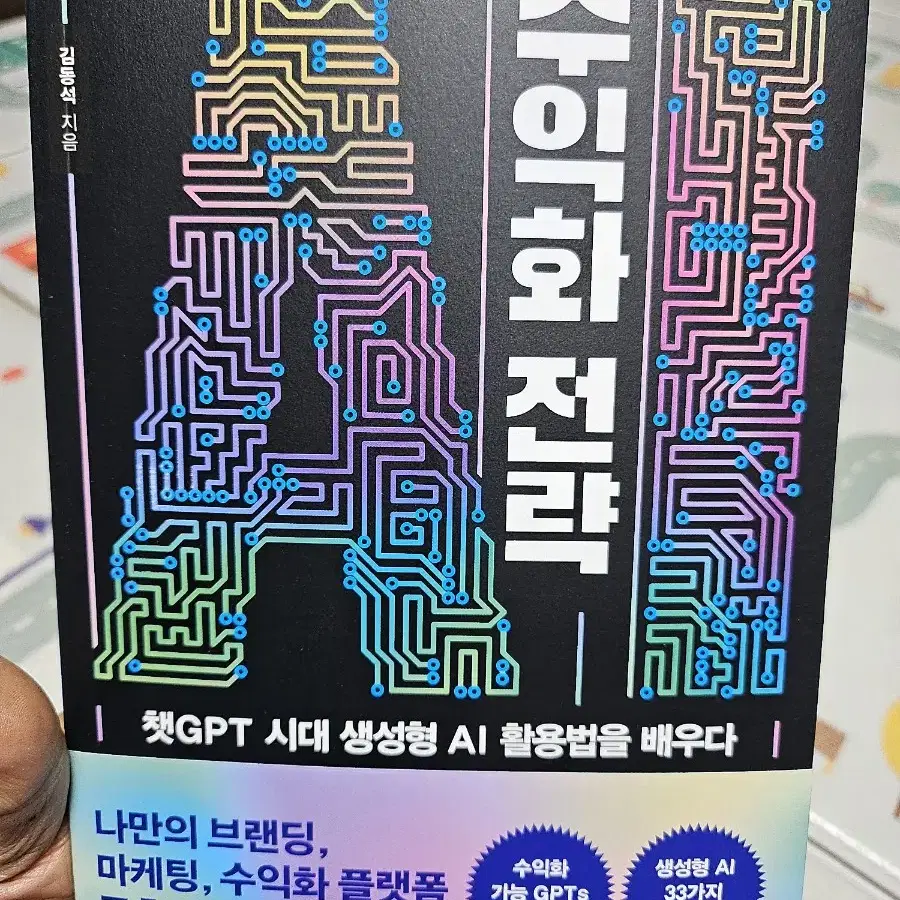 김동석 지음
수익화 전략
챗GPT 시대 생성형 AI 활용법을 배우다
나만의 브랜딩,
마케팅, 수익화 플랫폼
수익화
가능 GPTs
생성형 AI
33가지